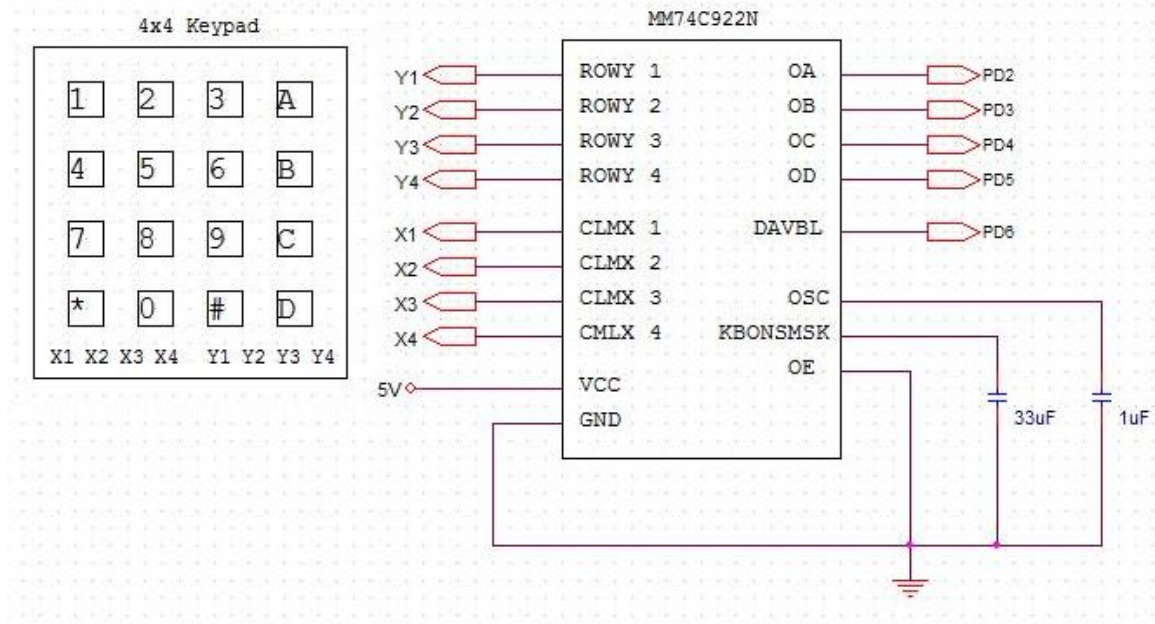 4x4 Keypad
1 2 3 A
4 5 6 B
7 8 9 C
* 0 # D
X1 X2 X3 X4 Y1 Y2 Y3 Y4
MM74C922N
Y1 ROWY 1 OA PD2
Y2 ROWY 2 OB PD3
Y3 ROWY 3 OC PD4
Y4 ROWY 4 OD PD5
X1 CLMX 1 DAVBL PD6
X2 CLMX 2
X3 CLMX 3 OSC
X4 CMLX 4 KBONSMSK
OE
5V VCC
GND
33uF 1uF